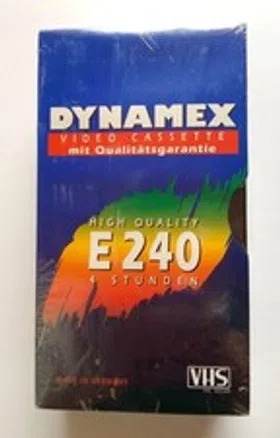 DYNAMEX
VIDEO-CASSETTE
mit Qualitätsgarantie
HIGH QUALITY
E 240
4 STUNDEN
VHS